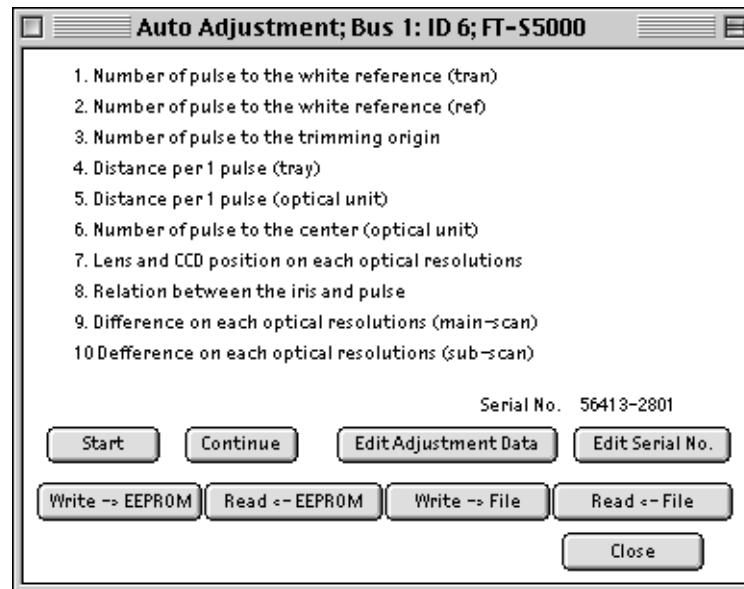 Auto Adjustment; Bus 1: ID 6; FT-S5000
1. Number of pulse to the white reference (tran)
2. Number of pulse to the white reference (ref)
3. Number of pulse to the trimming origin
4. Distance per 1 pulse (tray)
5. Distance per 1 pulse (optical unit)
6. Number of pulse to the center (optical unit)
7. Lens and CCD position on each optical resolutions
8. Relation between the iris and pulse
9. Difference on each optical resolutions (main-scan)
10 Defference on each optical resolutions (sub-scan)
Serial No. 56413-2801
Start Continue Edit Adjustment Data Edit Serial No.
Write -> EEPROM Read <- EEPROM Write -> File Read <- File
Close